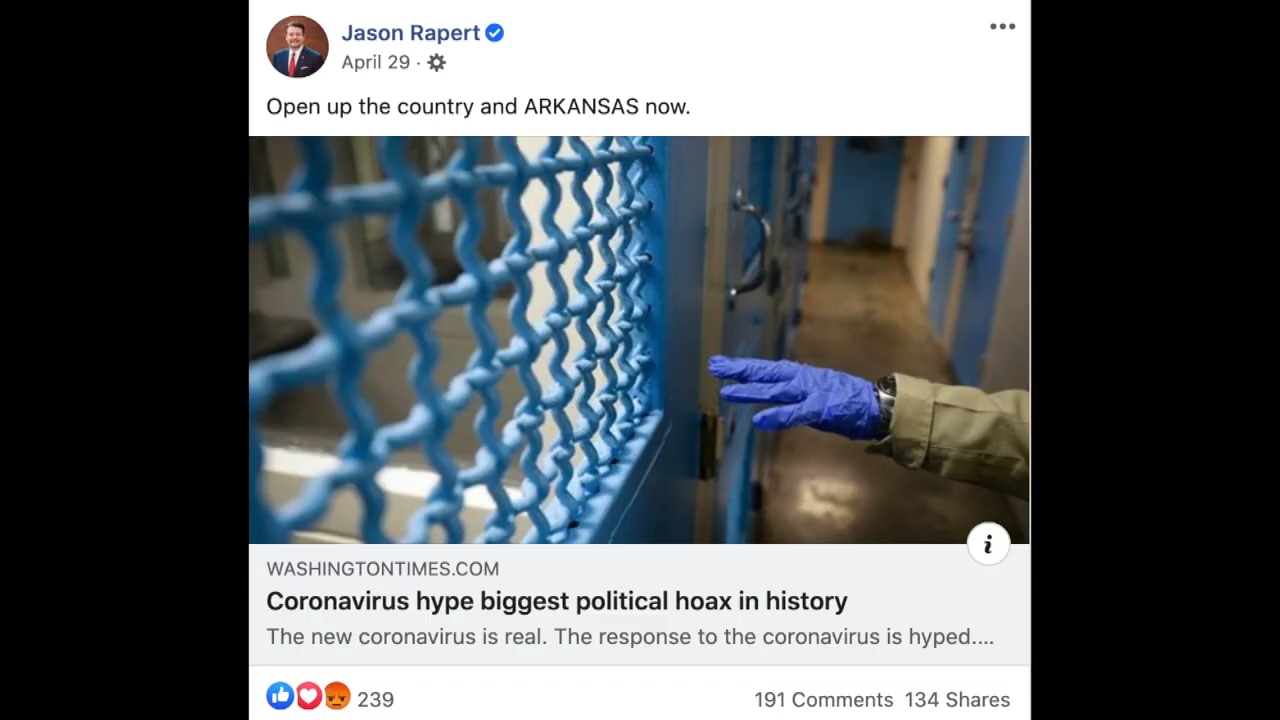 Jason Rapert
April 29 ·
Open up the country and ARKANSAS now.
i
WASHINGTONTIMES.COM
Coronavirus hype biggest political hoax in history
The new coronavirus is real. The response to the coronavirus is hyped....
239
191 Comments 134 Shares